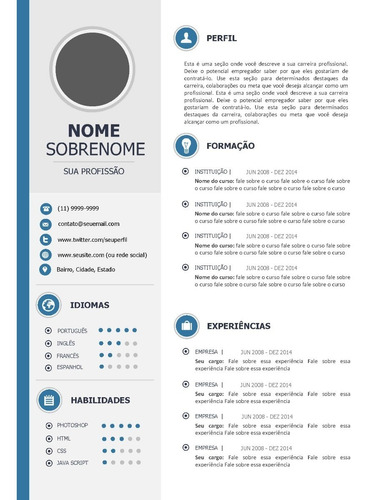 NOME
SOBRENOME
SUA PROFISSÃO
(11) 9999-9999
contato@seuemail.com
www.twitter.com/seuperfil
www.seusite.com (ou rede social)
Bairro, Cidade, Estado
IDIOMAS
PORTUGUÊS
INGLÊS
FRANCÊS
ESPANHOL
HABILIDADES
PHOTOSHOP
HTML
CSS
JAVA SCRIPT
PERFIL
Esta é uma seção onde você descreve a sua carreira profissional.
Deixe o potencial empregador saber por que eles gostariam de
contratá-lo. Use esta seção para determinados destaques da
carreira, colaborações ou meta que você deseja alcançar como um
profissional. Esta é uma seção onde você descreva a sua carreira
profissional. Deixe o potencial empregador saber por que eles
gostariam de contratá-lo. Use esta seção para determinados
destaques da carreira, colaborações ou meta que você deseja
alcançar como um profissional.
FORMAÇÃO
INSTITUIÇÃO | JUN 2008 - DEZ 2014
Nome do curso: fale sobre o curso fale sobre o curso fale sobre
o curso fale sobre o curso fale sobre o curso
INSTITUIÇÃO | JUN 2008 - DEZ 2014
Nome do curso: fale sobre o curso fale sobre o curso fale sobre
o curso fale sobre o curso fale sobre o curso
INSTITUIÇÃO | JUN 2008 - DEZ 2014
Nome do curso: fale sobre o curso fale sobre o curso fale sobre
o curso fale sobre o curso fale sobre o curso
INSTITUIÇÃO | JUN 2008 - DEZ 2014
Nome do curso: fale sobre o curso fale sobre o curso fale sobre
o curso fale sobre o curso fale sobre o curso
EXPERIÊNCIAS
EMPRESA | JUN 2008 - DEZ 2014
Seu cargo: Fale sobre essa experiência Fale sobre essa
experiência Fale sobre essa experiência
EMPRESA | JUN 2008 - DEZ 2014
Seu cargo: Fale sobre essa experiência Fale sobre essa
experiência Fale sobre essa experiência
EMPRESA | JUN 2008 - DEZ 2014
Seu cargo: Fale sobre essa experiência Fale sobre essa
experiência Fale sobre essa experiência
EMPRESA | JUN 2008 - DEZ 2014
Seu cargo: Fale sobre essa experiência Fale sobre essa
experiência Fale sobre essa experiência